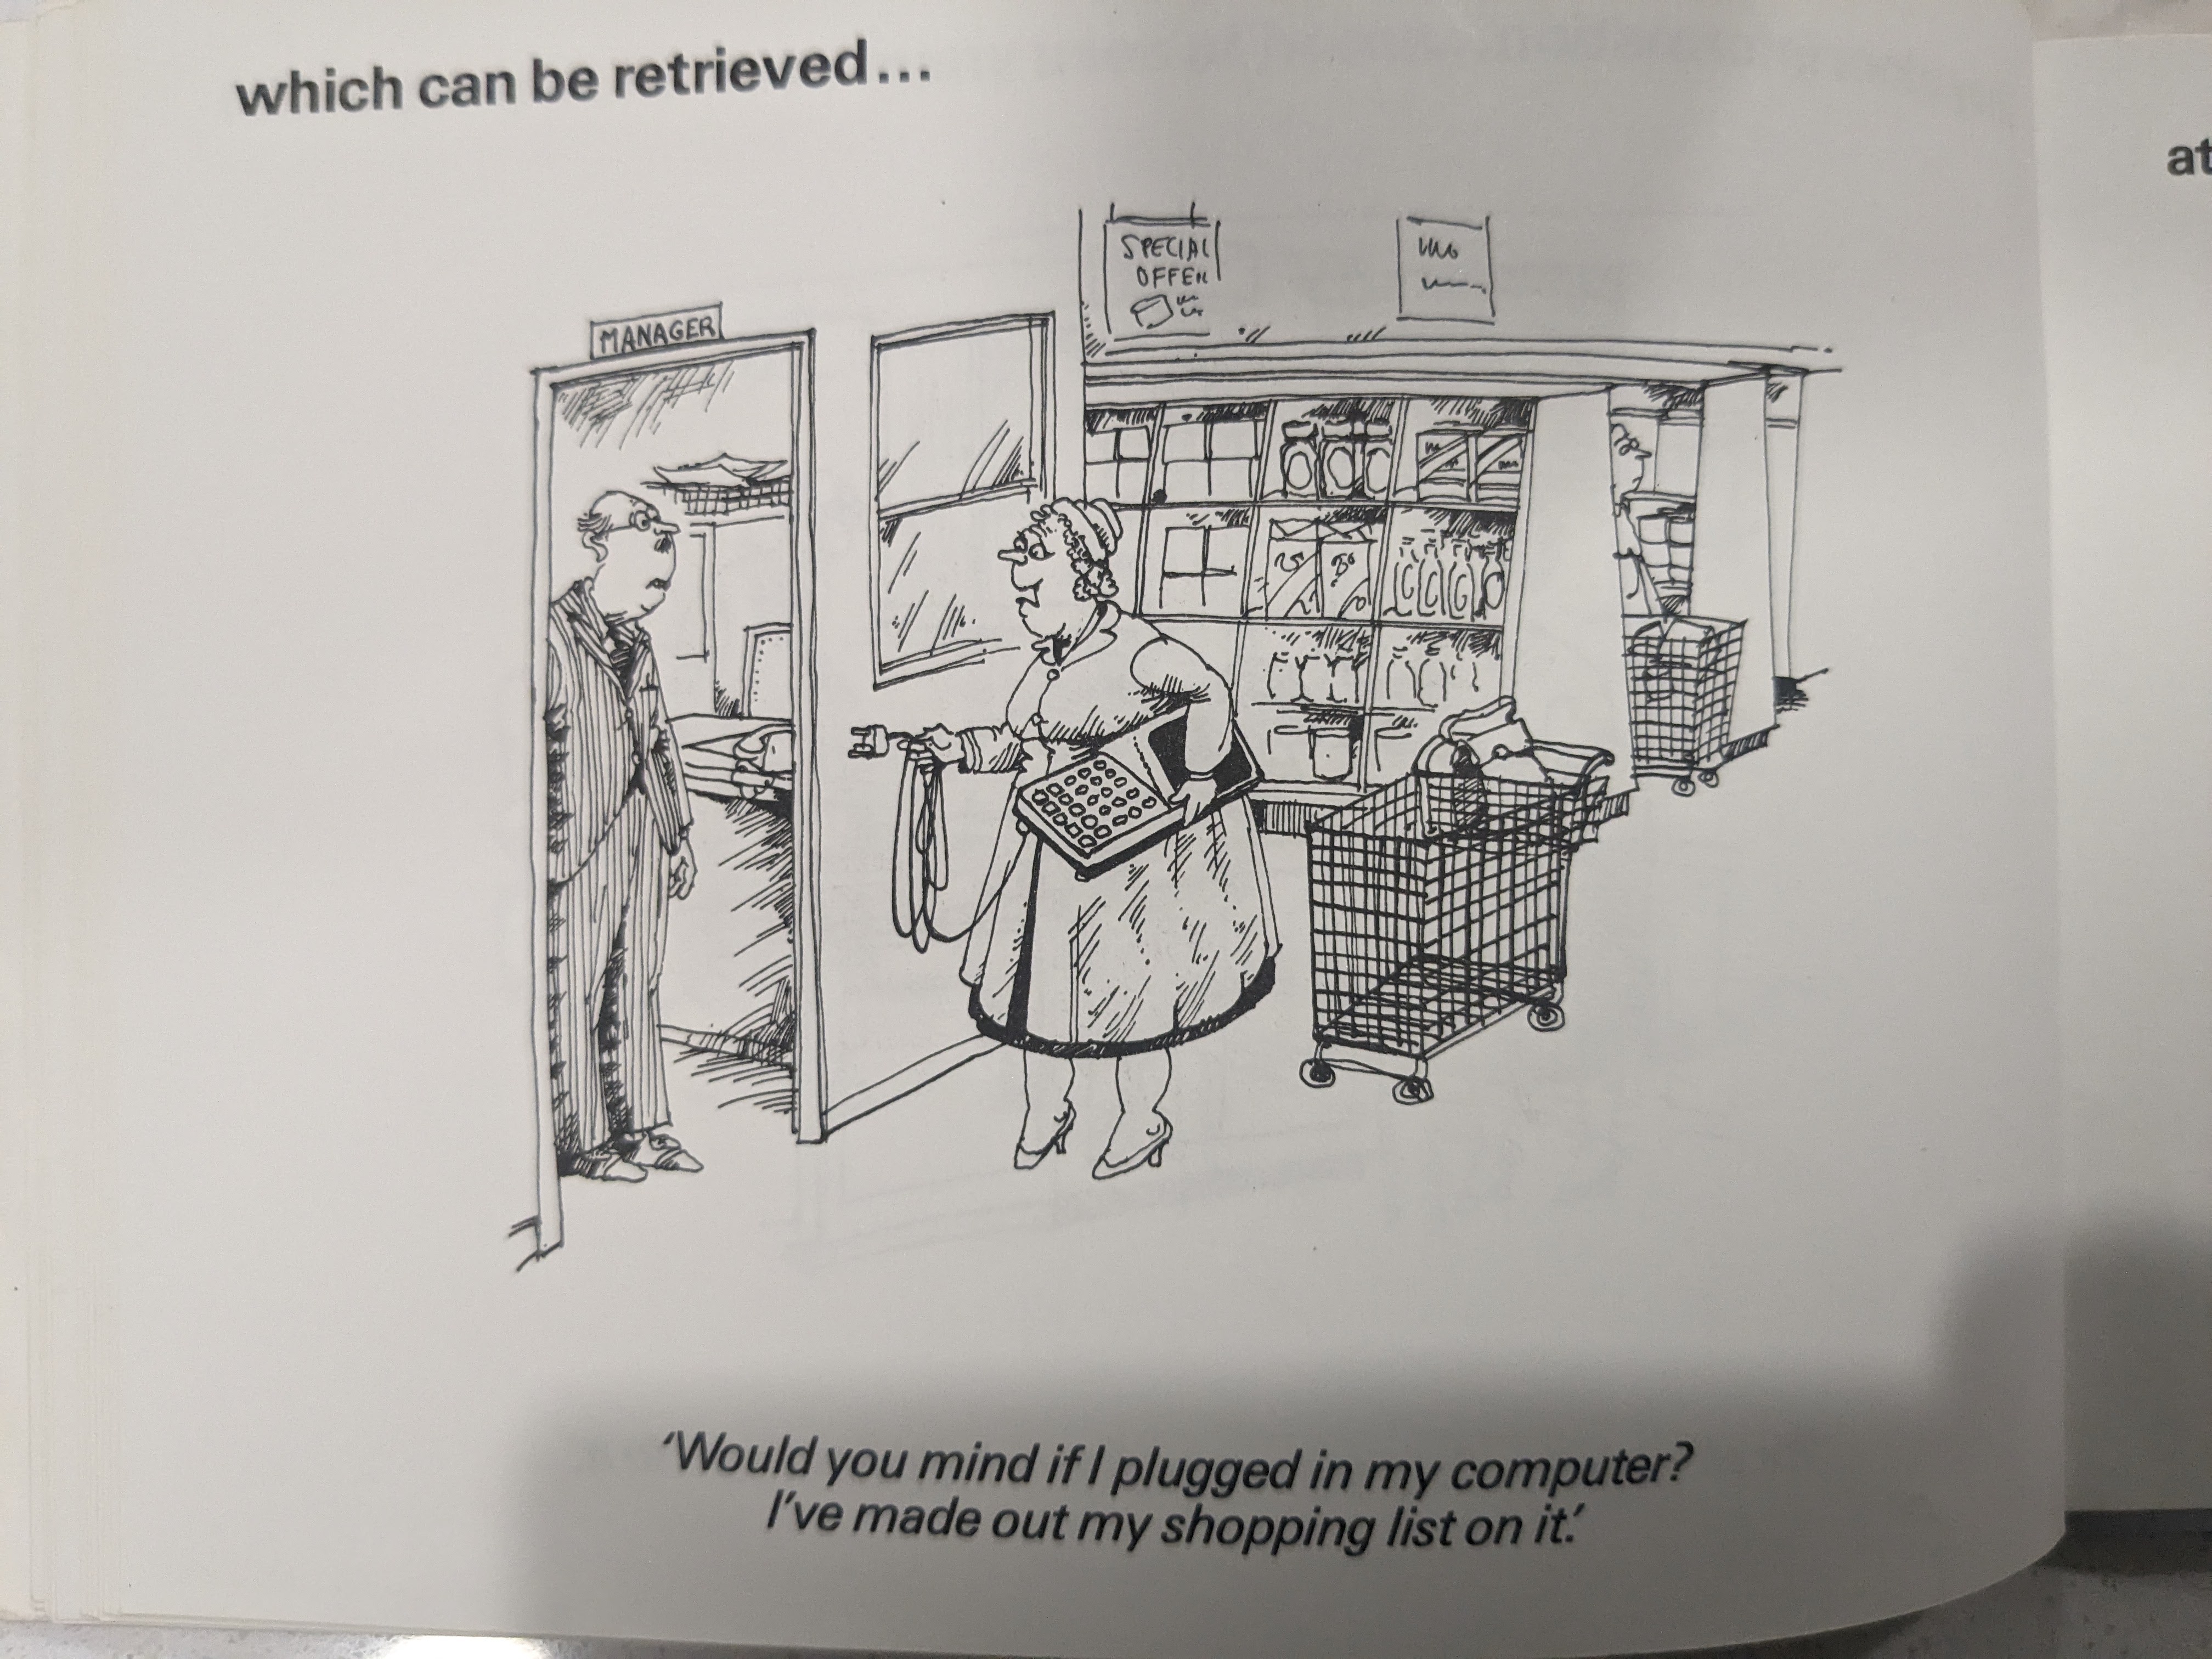 which can be retrieved...
at
SPECIAL
OFFER
MANAGER
'Would you mind if I plugged in my computer?
I've made out my shopping list on it.'